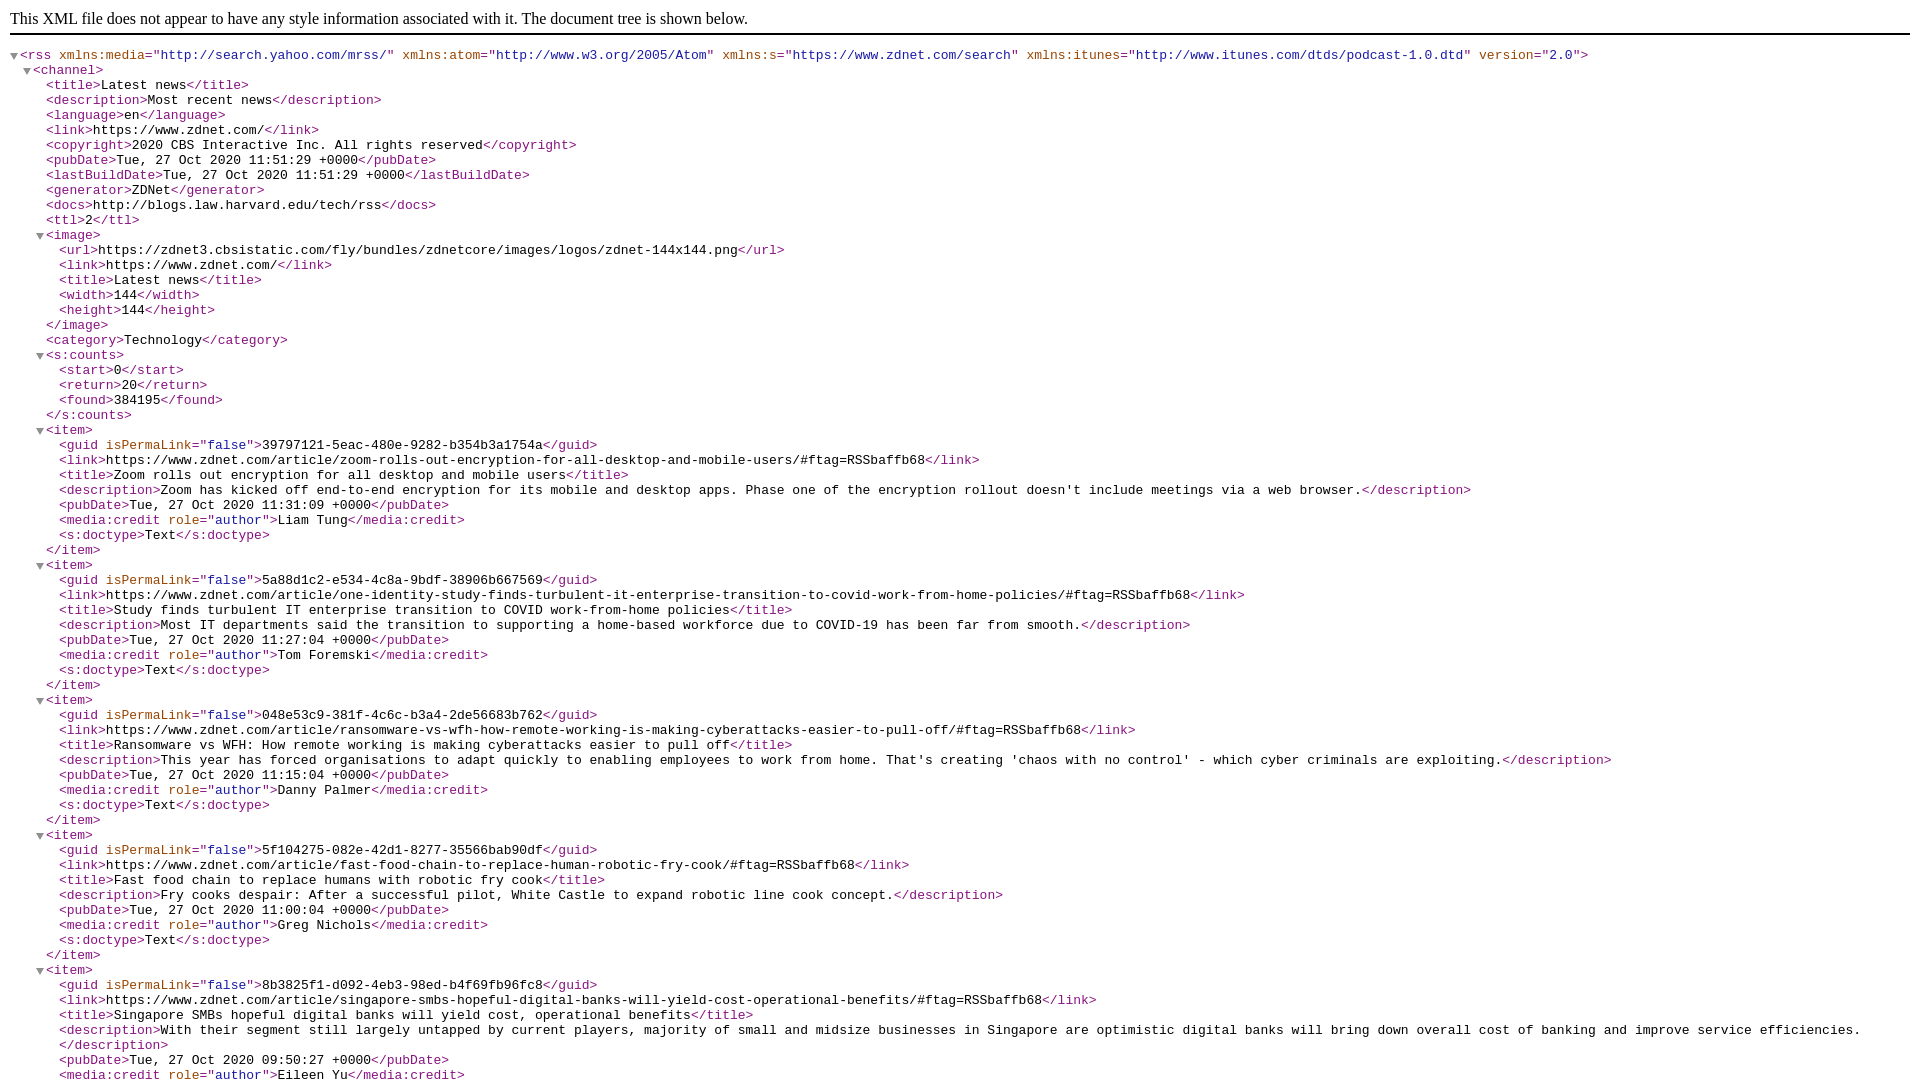 This XML file does not appear to have any style information associated with it. The document tree is shown below.
<rss xmlns:media="http://search.yahoo.com/mrss/" xmlns:atom="http://www.w3.org/2005/Atom" xmlns:s="https://www.zdnet.com/search" xmlns:itunes="http://www.itunes.com/dtds/podcast-1.0.dtd" version="2.0">
<channel>
<title>Latest news</title>
<description>Most recent news</description>
<language>en</language>
<link>https://www.zdnet.com/</link>
<copyright>2020 CBS Interactive Inc. All rights reserved</copyright>
<pubDate>Tue, 27 Oct 2020 11:51:29 +0000</pubDate>
<lastBuildDate>Tue, 27 Oct 2020 11:51:29 +0000</lastBuildDate>
<generator>ZDNet</generator>
<docs>http://blogs.law.harvard.edu/tech/rss</docs>
<ttl>2</ttl>
<image>
<url>https://zdnet3.cbsistatic.com/fly/bundles/zdnetcore/images/logos/zdnet-144x144.png</url>
<link>https://www.zdnet.com/</link>
<title>Latest news</title>
<width>144</width>
<height>144</height>
</image>
<category>Technology</category>
<s:counts>
<start>0</start>
<return>20</return>
<found>384195</found>
</s:counts>
<item>
<guid isPermaLink="false">39797121-5eac-480e-9282-b354b3a1754a</guid>
<link>https://www.zdnet.com/article/zoom-rolls-out-encryption-for-all-desktop-and-mobile-users/#ftag=RSSbaffb68</link>
<title>Zoom rolls out encryption for all desktop and mobile users</title>
<description>Zoom has kicked off end-to-end encryption for its mobile and desktop apps. Phase one of the encryption rollout doesn't include meetings via a web browser.</description>
<pubDate>Tue, 27 Oct 2020 11:31:09 +0000</pubDate>
<media:credit role="author">Liam Tung</media:credit>
<s:doctype>Text</s:doctype>
</item>
<item>
<guid isPermaLink="false">5a88d1c2-e534-4c8a-9bdf-38906b667569</guid>
<link>https://www.zdnet.com/article/one-identity-study-finds-turbulent-it-enterprise-transition-to-covid-work-from-home-policies/#ftag=RSSbaffb68</link>
<title>Study finds turbulent IT enterprise transition to COVID work-from-home policies</title>
<description>Most IT departments said the transition to supporting a home-based workforce due to COVID-19 has been far from smooth.</description>
<pubDate>Tue, 27 Oct 2020 11:27:04 +0000</pubDate>
<media:credit role="author">Tom Foremski</media:credit>
<s:doctype>Text</s:doctype>
</item>
<item>
<guid isPermaLink="false">048e53c9-381f-4c6c-b3a4-2de56683b762</guid>
<link>https://www.zdnet.com/article/ransomware-vs-wfh-how-remote-working-is-making-cyberattacks-easier-to-pull-off/#ftag=RSSbaffb68</link>
<title>Ransomware vs WFH: How remote working is making cyberattacks easier to pull off</title>
<description>This year has forced organisations to adapt quickly to enabling employees to work from home. That's creating 'chaos with no control' - which cyber criminals are exploiting.</description>
<pubDate>Tue, 27 Oct 2020 11:15:04 +0000</pubDate>
<media:credit role="author">Danny Palmer</media:credit>
<s:doctype>Text</s:doctype>
</item>
<item>
<guid isPermaLink="false">5f104275-082e-42d1-8277-35566bab90df</guid>
<link>https://www.zdnet.com/article/fast-food-chain-to-replace-human-robotic-fry-cook/#ftag=RSSbaffb68</link>
<title>Fast food chain to replace humans with robotic fry cook</title>
<description>Fry cooks despair: After a successful pilot, White Castle to expand robotic line cook concept.</description>
<pubDate>Tue, 27 Oct 2020 11:00:04 +0000</pubDate>
<media:credit role="author">Greg Nichols</media:credit>
<s:doctype>Text</s:doctype>
</item>
<item>
<guid isPermaLink="false">8b3825f1-d092-4eb3-98ed-b4f69fb96fc8</guid>
<link>https://www.zdnet.com/article/singapore-smbs-hopeful-digital-banks-will-yield-cost-operational-benefits/#ftag=RSSbaffb68</link>
<title>Singapore SMBs hopeful digital banks will yield cost, operational benefits</title>
<description>With their segment still largely untapped by current players, majority of small and midsize businesses in Singapore are optimistic digital banks will bring down overall cost of banking and improve service efficiencies.
</description>
<pubDate>Tue, 27 Oct 2020 09:50:27 +0000</pubDate>
<media:credit role="author">Eileen Yu</media:credit>